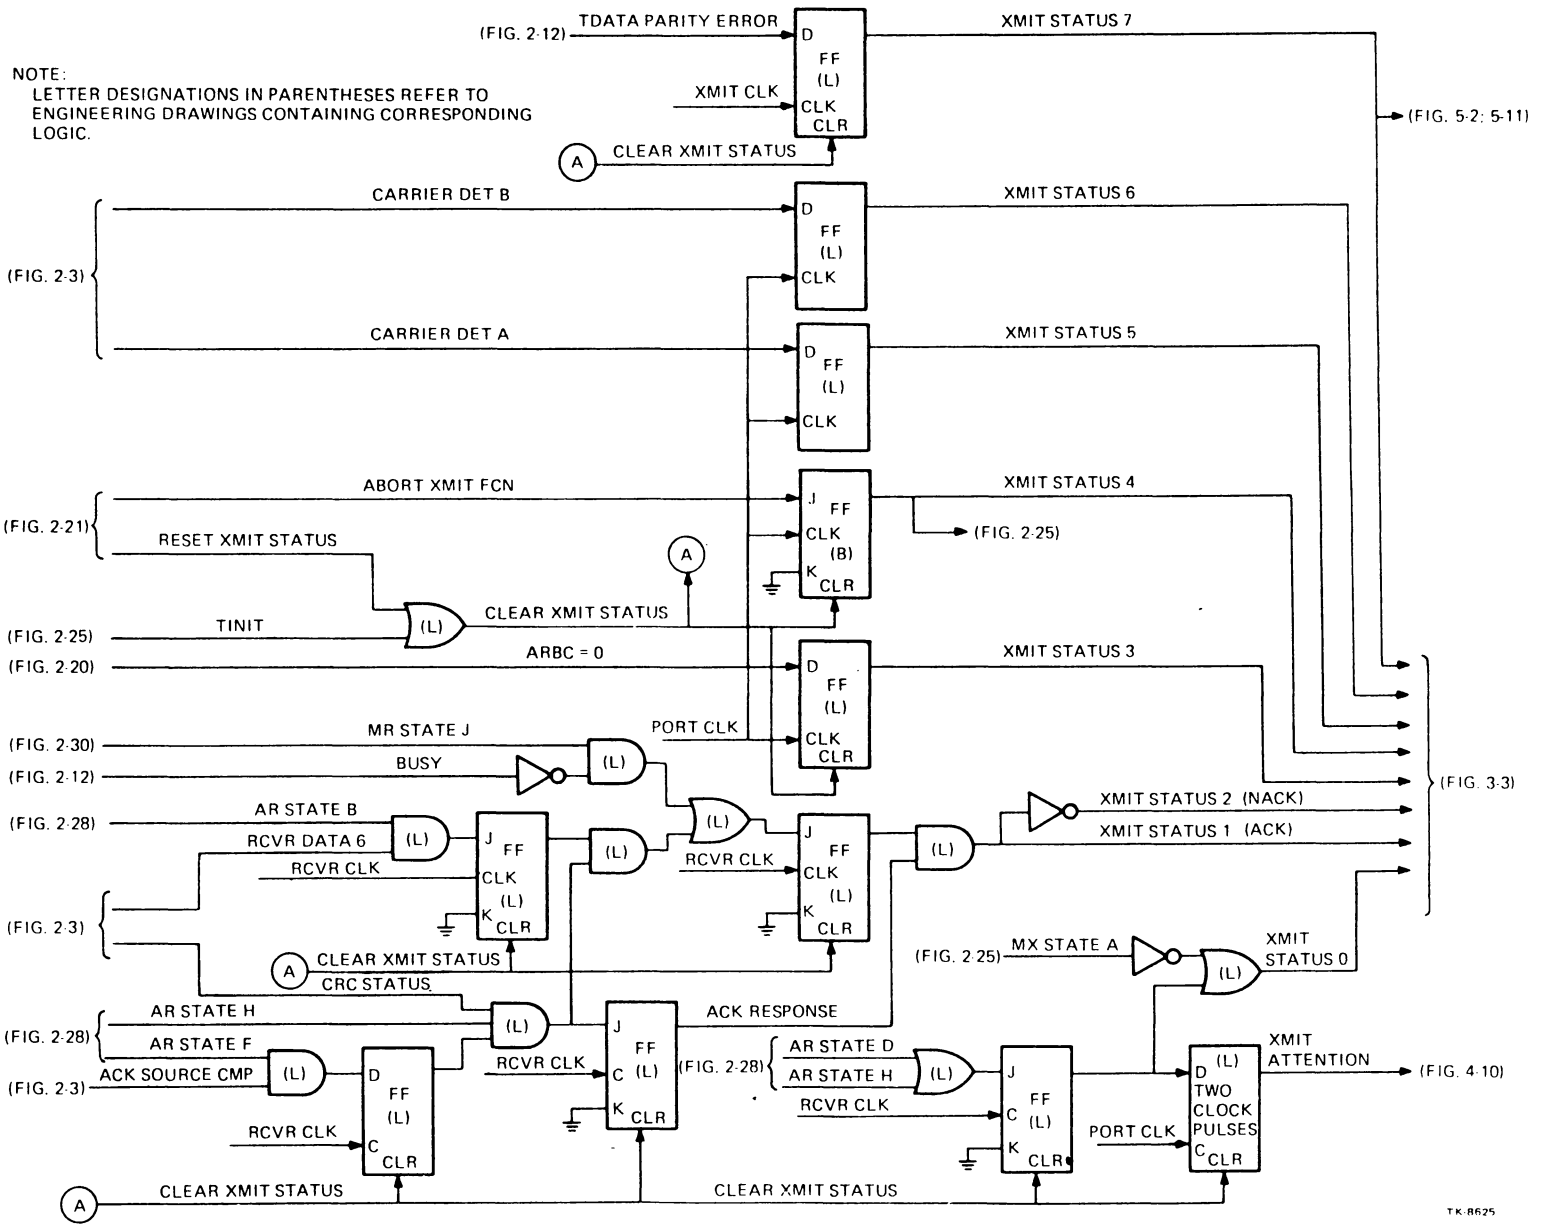 TDATA PARITY ERROR
(FIG. 2-12)
D
FF
(L)
CLK
CLR
XMIT STATUS 7
NOTE:
LETTER DESIGNATIONS IN PARENTHESES REFER TO
ENGINEERING DRAWINGS CONTAINING CORRESPONDING
LOGIC.
XMIT CLK
(FIG. 5-2; 5-11)
A
CLEAR XMIT STATUS
CARRIER DET B
D
FF
(L)
CLK
XMIT STATUS 6
(FIG. 2-3)
CARRIER DET A
D
FF
(L)
CLK
XMIT STATUS 5
ABORT XMIT FCN
J
FF
CLK
(B)
K
CLR
XMIT STATUS 4
(FIG. 2-25)
(FIG. 2-21)
RESET XMIT STATUS
A
(FIG. 2-25)
TINIT
(L)
CLEAR XMIT STATUS
(FIG. 2-20)
ARBC = 0
D
FF
(L)
CLK
CLR
XMIT STATUS 3
PORT CLK
(FIG. 2-30)
MR STATE J
(L)
(FIG. 2-12)
BUSY
(FIG. 3-3)
XMIT STATUS 2 (NACK)
XMIT STATUS 1 (ACK)
(FIG. 2-28)
AR STATE B
(L)
RCVR DATA 6
RCVR CLK
J
FF
CLK
(L)
K
CLR
(L)
(L)
RCVR CLK
J
FF
CLK
(L)
K
CLR
(L)
(FIG. 2-3)
A
CLEAR XMIT STATUS
CRC STATUS
(FIG. 2-25)
MX STATE A
(L)
XMIT
STATUS 0
(FIG. 2-28)
AR STATE H
AR STATE F
(L)
(FIG. 2-3)
ACK SOURCE CMP
(L)
D
FF
(L)
C
CLR
RCVR CLK
RCVR CLK
J
FF
C
(L)
K
CLR
ACK RESPONSE
(FIG. 2-28)
AR STATE D
AR STATE H
(L)
RCVR CLK
J
FF
C
(L)
K
CLR
(L)
D
TWO
CLOCK
PULSES
C
CLR
PORT CLK
XMIT
ATTENTION
(FIG. 4-10)
A
CLEAR XMIT STATUS
CLEAR XMIT STATUS
TK-8625